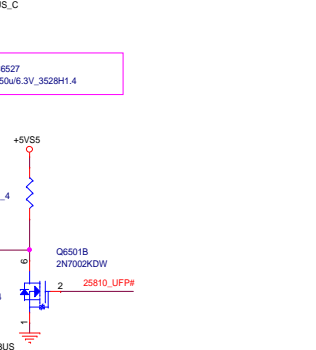 US_C
6527
50u/6.3V_3528H1.4
+5VS5
_4
Q6501B
2N7002KDW
6
2
25810_UFP#
1
BUS